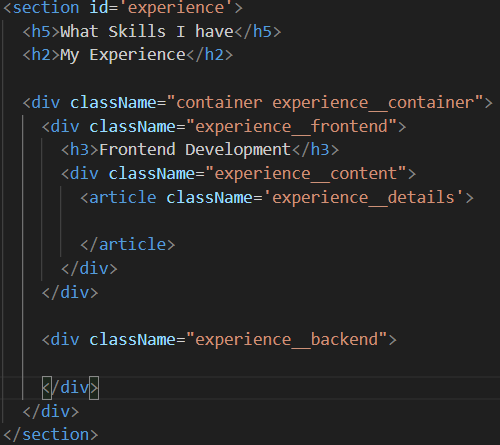 <section id='experience'>
<h5>What Skills I have</h5>
<h2>My Experience</h2>
<div className="container experience__container">
<div className="experience__frontend">
<h3>Frontend Development</h3>
<div className="experience__content">
<article className='experience__details'>
</article>
</div>
</div>
<div className="experience__backend">
</div>
</div>
</section>